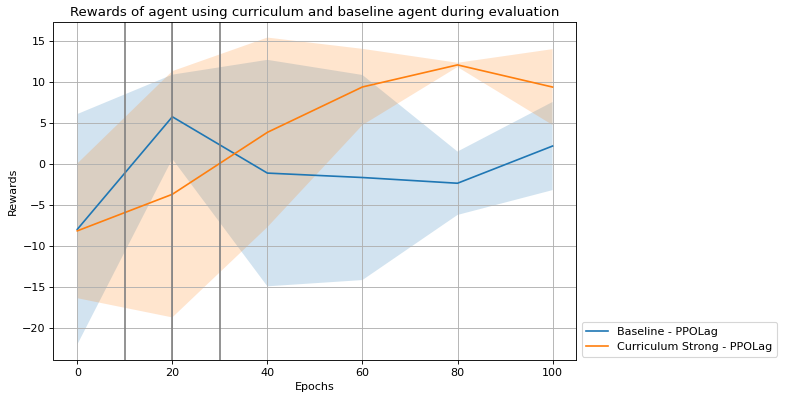 Rewards of agent using curriculum and baseline agent during evaluation
15
10
5
0
−5
−10
−15
−20
Rewards
0 20 40 60 80 100
Epochs
Baseline - PPOLag
Curriculum Strong - PPOLag